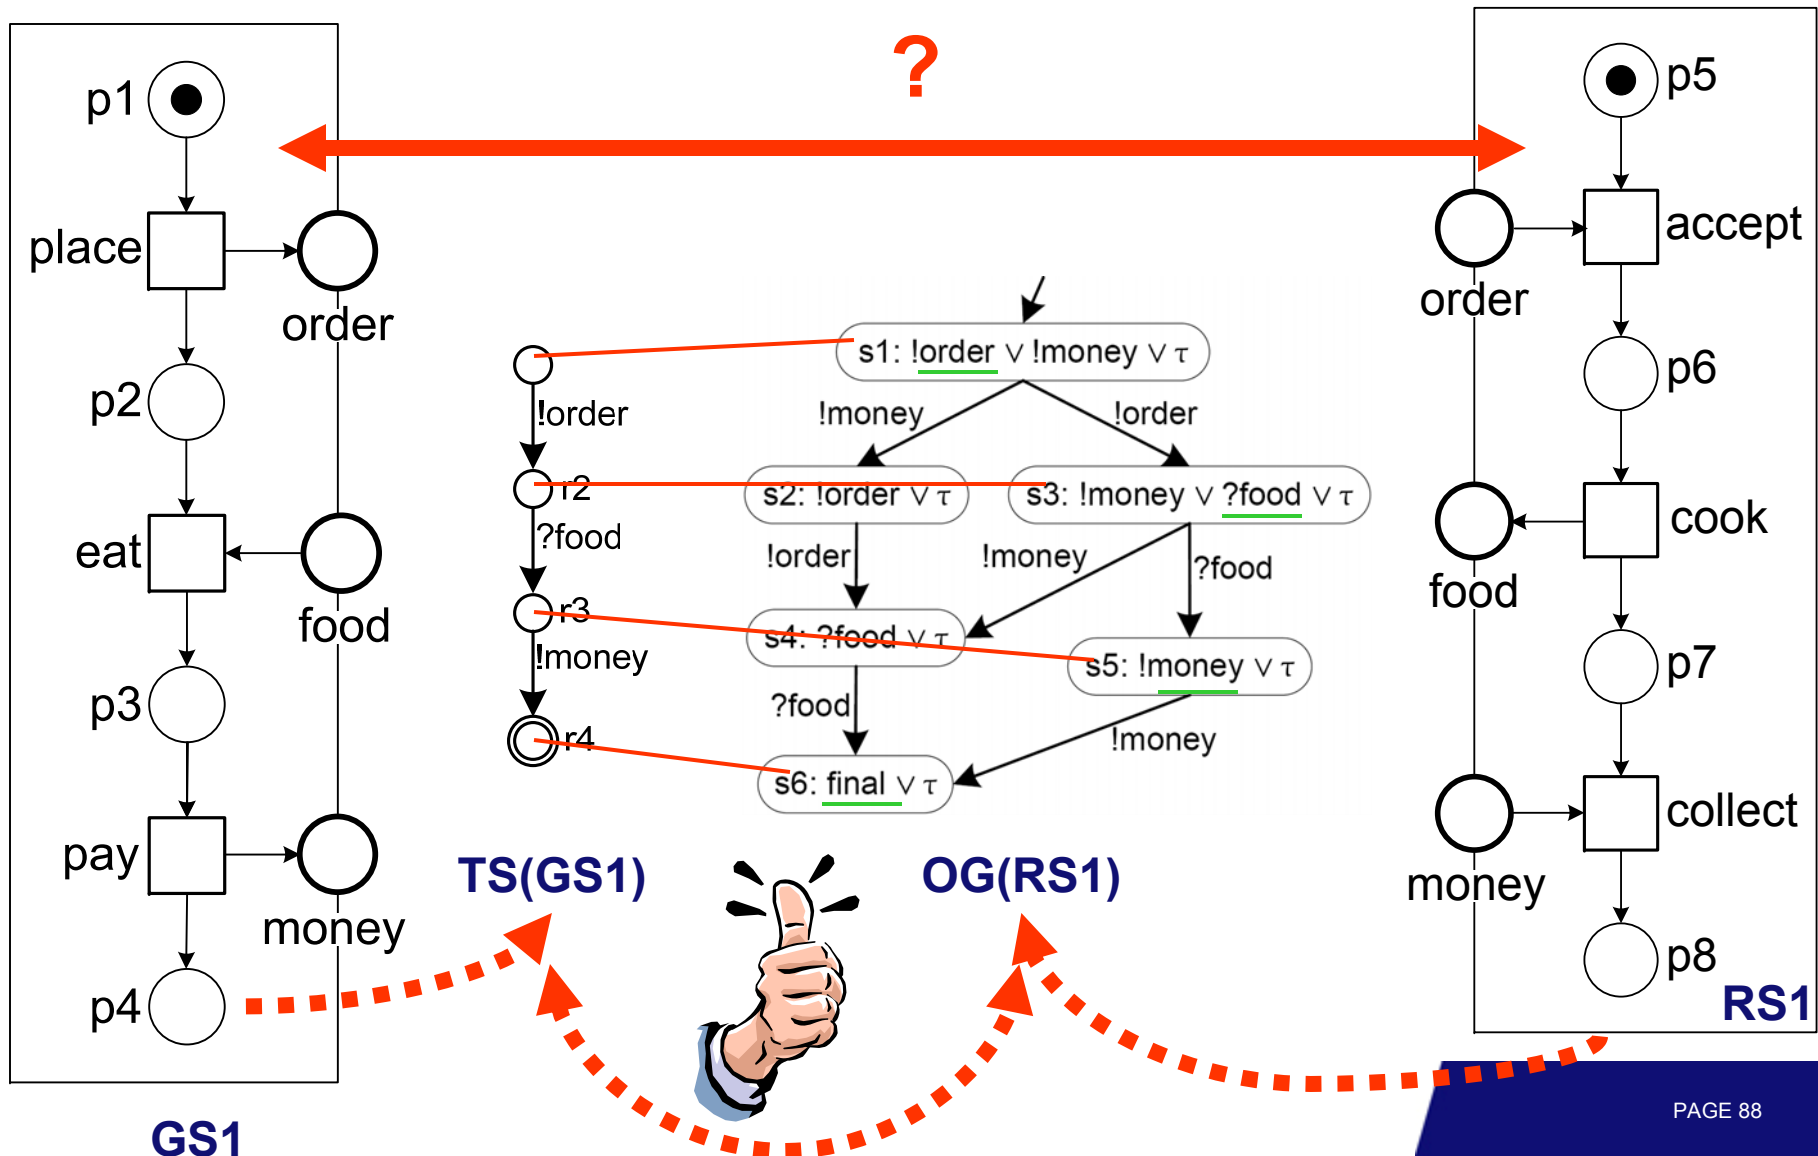 ?
p1
place
order
p2
eat
food
p3
pay
money
p4
GS1
!order
r2
?food
r3
!money
r4
TS(GS1)
s1: !order ∨ !money ∨ τ
!money
!order
s2: !order ∨ τ
s3: !money ∨ ?food ∨ τ
!order
!money
?food
s4: ?food ∨ τ
s5: !money ∨ τ
?food
!money
s6: final ∨ τ
OG(RS1)
p5
accept
order
p6
cook
food
p7
collect
money
p8
RS1
PAGE 88